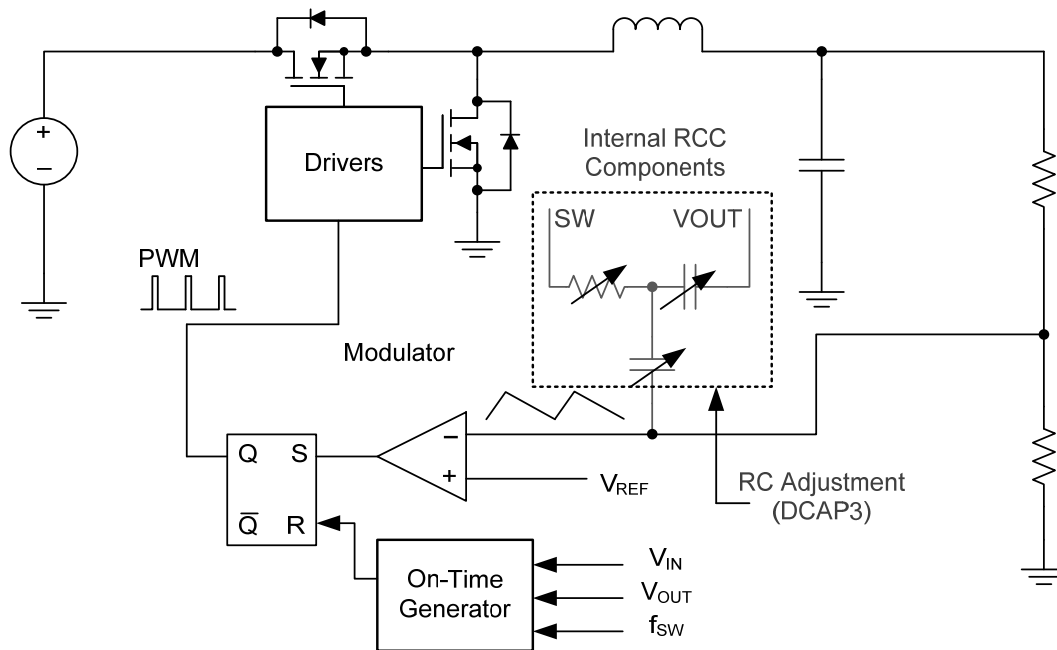 Drivers
Internal RCC
Components
SW
VOUT
+
−
PWM
Modulator
Q
S
Q̅
R
−
+
V_REF
RC Adjustment
(DCAP3)
On-Time
Generator
V_IN
V_OUT
f_SW